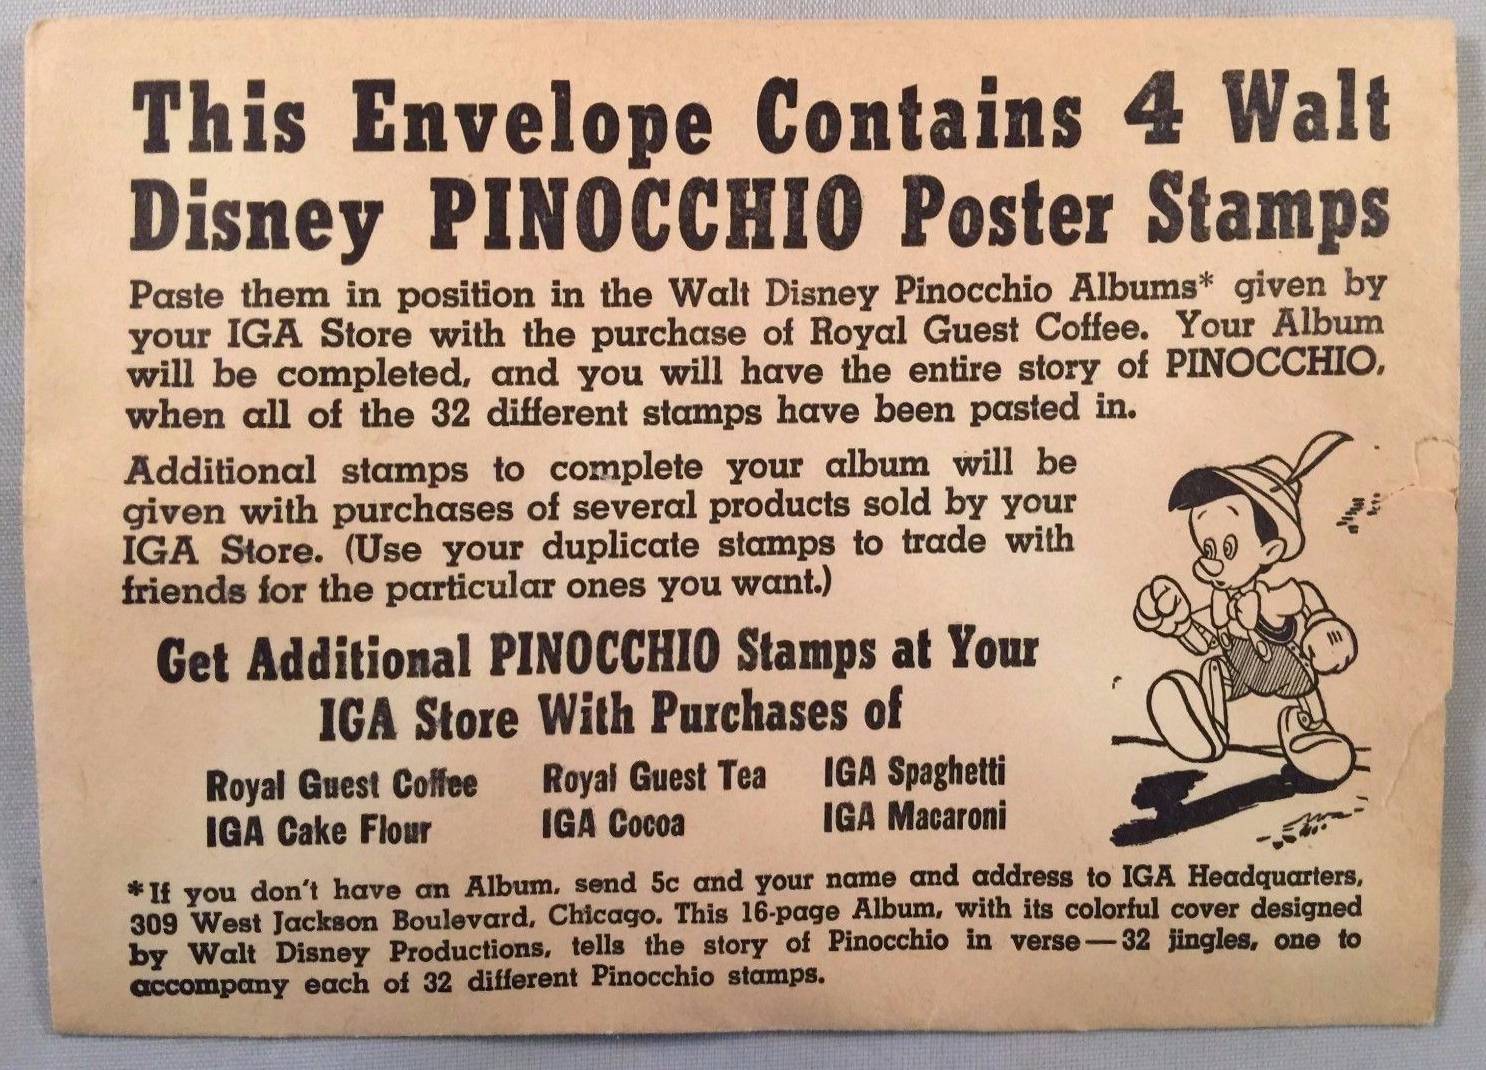 This Envelope Contains 4 Walt
Disney PINOCCHIO Poster Stamps
Paste them in position in the Walt Disney Pinocchio Albums* given by
your IGA Store with the purchase of Royal Guest Coffee. Your Album
will be completed, and you will have the entire story of PINOCCHIO,
when all of the 32 different stamps have been pasted in.
Additional stamps to complete your album will be
given with purchases of several products sold by your
IGA Store. (Use your duplicate stamps to trade with
friends for the particular ones you want.)
Get Additional PINOCCHIO Stamps at Your
IGA Store With Purchases of
Royal Guest Coffee Royal Guest Tea IGA Spaghetti
IGA Cake Flour IGA Cocoa IGA Macaroni
*If you don't have an Album, send 5c and your name and address to IGA Headquarters,
309 West Jackson Boulevard, Chicago. This 16-page Album, with its colorful cover designed
by Walt Disney Productions, tells the story of Pinocchio in verse—32 jingles, one to
accompany each of 32 different Pinocchio stamps.